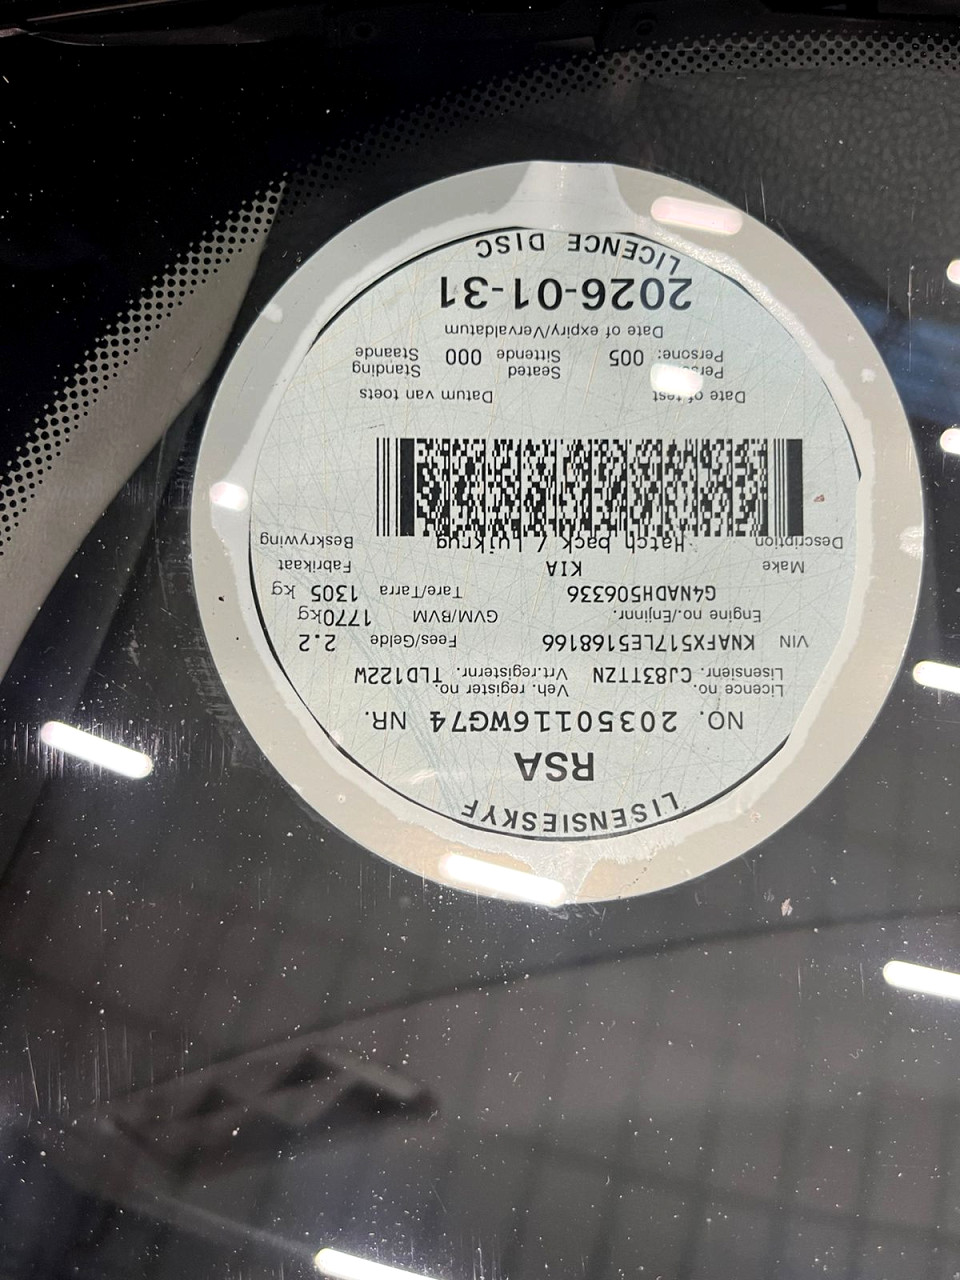 LISENSIESKYF
RSA
NO. 20350116WG74 NR.
Licence no. Veh. register no.
Lisensienr. CJ83TTZN Vrt.registernr. TLD122W
VIN KNAFX517LE5168166 Fees/Gelde 2.2
Engine no./Enjinnr. GVM/BVM 1770kg
G4NADH506336 Tare/Tarra 1305 kg
Make KIA Fabrikaat
Description Hatch back / Luikrug Beskrywing
Date of test Datum van toets
Seated Standing
Persone: 005 Sittende 000 Staande
Date of expiry/Vervaldatum
2026-01-31
LICENCE DISC